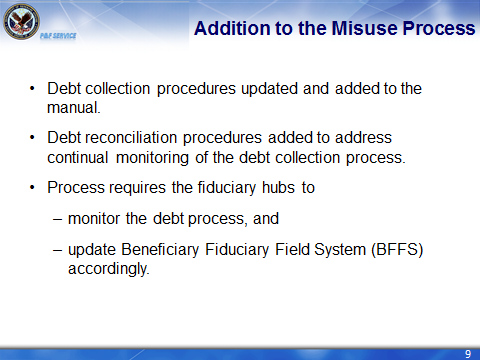 P&F SERVICE
Addition to the Misuse Process
• Debt collection procedures updated and added to the
manual.
• Debt reconciliation procedures added to address
continual monitoring of the debt collection process.
• Process requires the fiduciary hubs to
– monitor the debt process, and
– update Beneficiary Fiduciary Field System (BFFS)
accordingly.
9